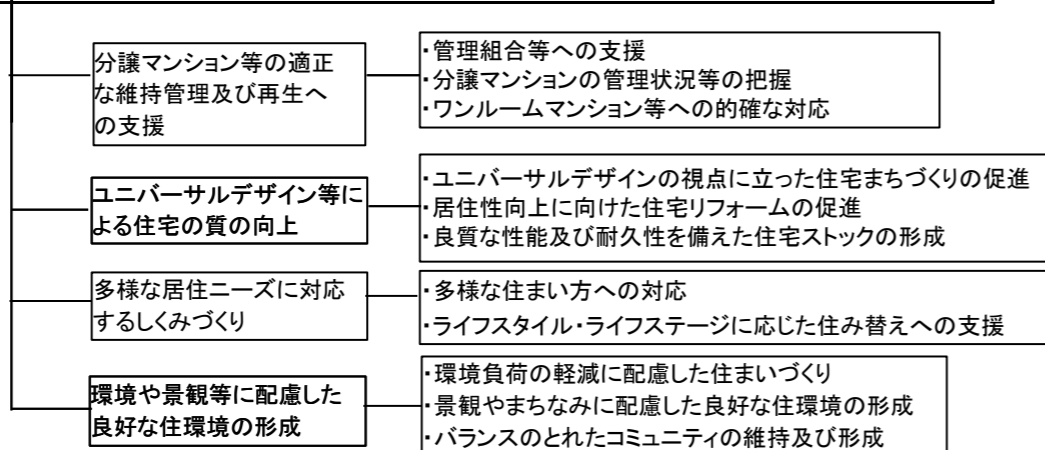 分譲マンション等の適正
な維持管理及び再生へ
の支援
・管理組合等への支援
・分譲マンションの管理状況等の把握
・ワンルームマンション等への的確な対応
ユニバーサルデザイン等に
よる住宅の質の向上
・ユニバーサルデザインの視点に立った住宅まちづくりの促進
・居住性向上に向けた住宅リフォームの促進
・良質な性能及び耐久性を備えた住宅ストックの形成
多様な居住ニーズに対応
するしくみづくり
・多様な住まい方への対応
・ライフスタイル・ライフステージに応じた住み替えへの支援
環境や景観等に配慮した
良好な住環境の形成
・環境負荷の軽減に配慮した住まいづくり
・景観やまちなみに配慮した良好な住環境の形成
・バランスのとれたコミュニティの維持及び形成